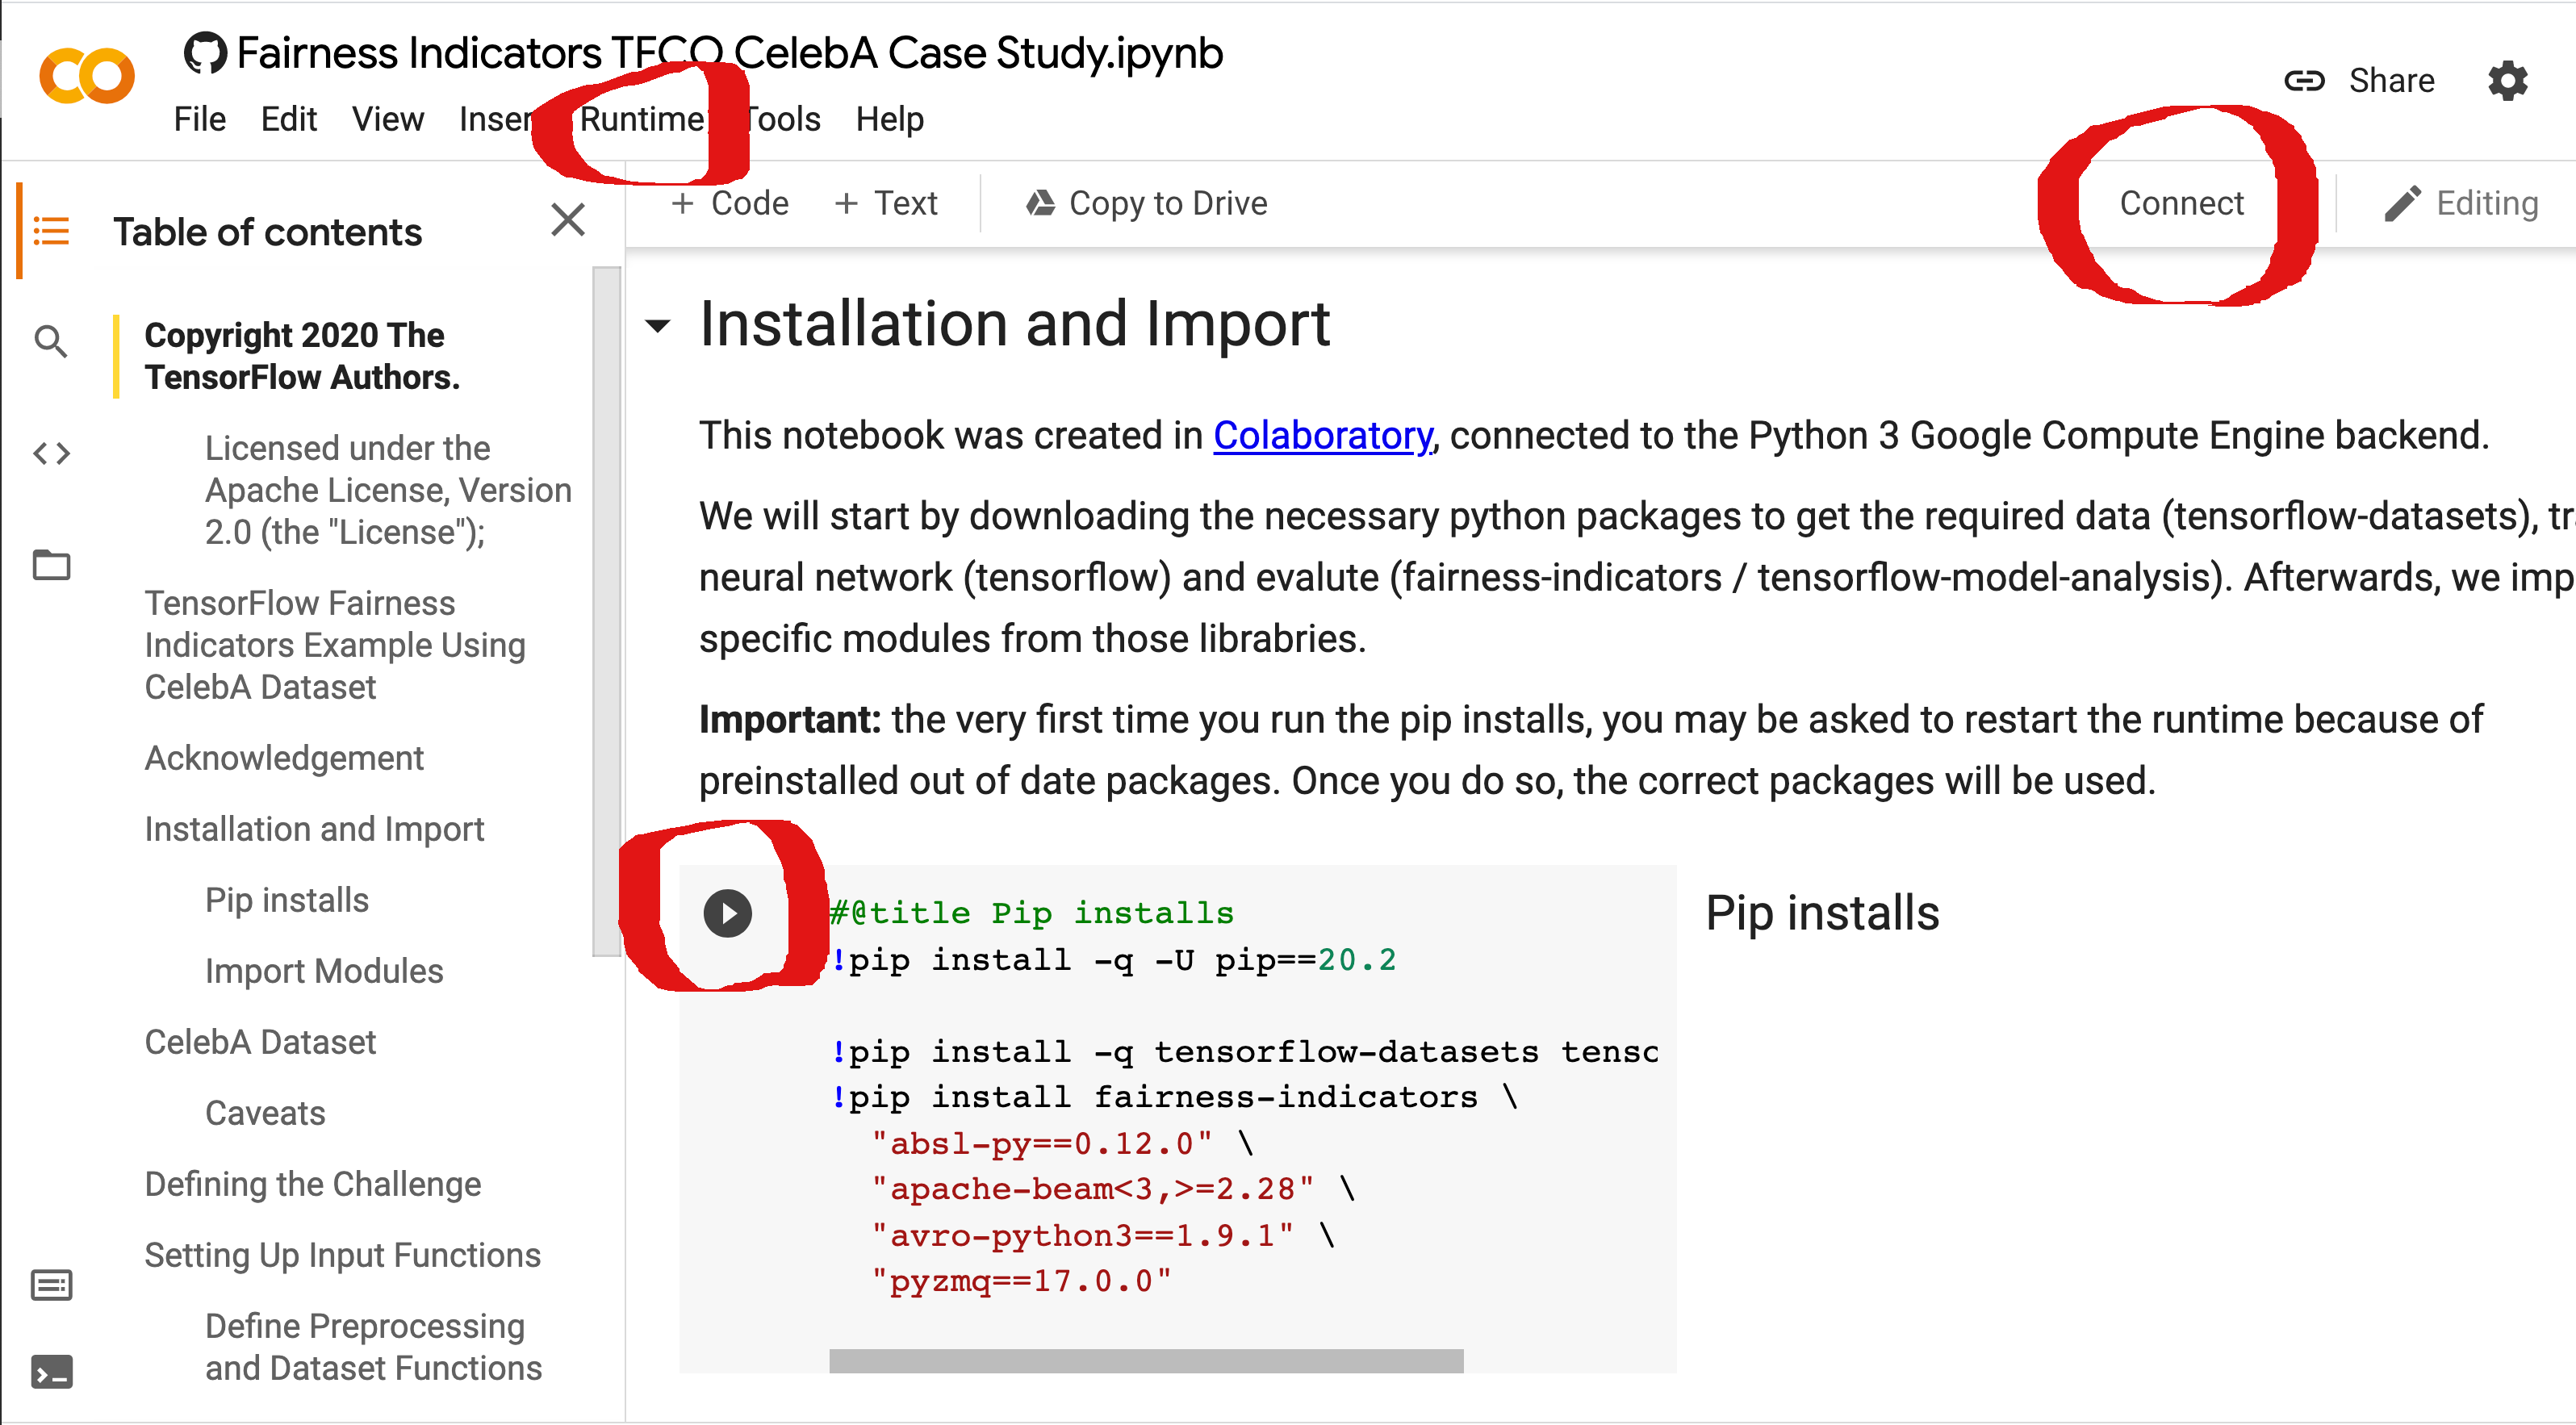 Fairness Indicators TFCO CelebA Case Study.ipynb
File Edit View Inser Runtime Tools Help
Share
+ Code + Text Copy to Drive
Connect
Editing
Table of contents
Copyright 2020 The
TensorFlow Authors.
Licensed under the
Apache License, Version
2.0 (the "License");
TensorFlow Fairness
Indicators Example Using
CelebA Dataset
Acknowledgement
Installation and Import
Pip installs
Import Modules
CelebA Dataset
Caveats
Defining the Challenge
Setting Up Input Functions
Define Preprocessing
and Dataset Functions
Installation and Import
This notebook was created in Colaboratory, connected to the Python 3 Google Compute Engine backend.
We will start by downloading the necessary python packages to get the required data (tensorflow-datasets), tr
neural network (tensorflow) and evalute (fairness-indicators / tensorflow-model-analysis). Afterwards, we imp
specific modules from those librabries.
Important: the very first time you run the pip installs, you may be asked to restart the runtime because of
preinstalled out of date packages. Once you do so, the correct packages will be used.
#@title Pip installs
!pip install -q -U pip==20.2
!pip install -q tensorflow-datasets tensc
!pip install fairness-indicators \
"absl-py==0.12.0" \
"apache-beam<3,>=2.28" \
"avro-python3==1.9.1" \
"pyzmq==17.0.0"
Pip installs